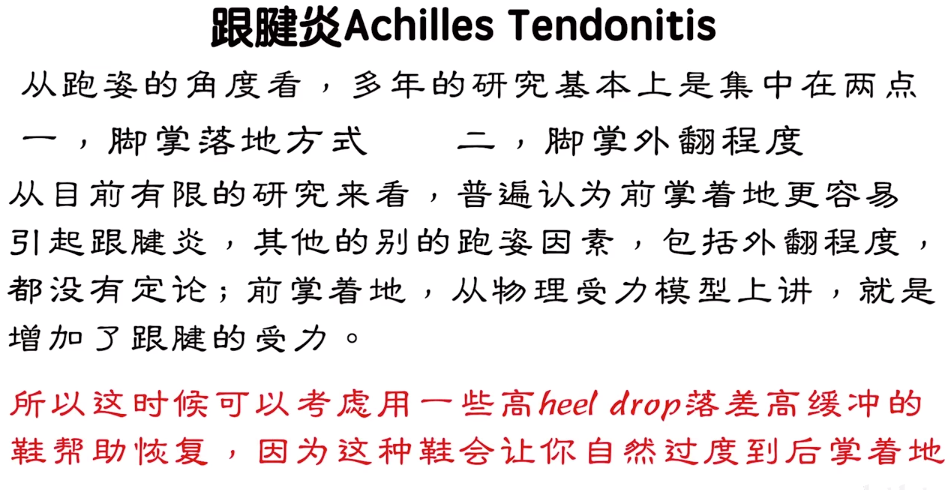 跟腱炎Achilles Tendonitis
从跑姿的角度看，多年的研究基本上是集中在两点
一，脚掌落地方式 二，脚掌外翻程度
从目前有限的研究来看，普遍认为前掌着地更容易
引起跟腱炎，其他的别的跑姿因素，包括外翻程度，
都没有定论；前掌着地，从物理受力模型上讲，就是
增加了跟腱的受力。
所以这时候可以考虑用一些高heel drop落差高缓冲的
鞋帮助恢复，因为这种鞋会让你自然过度到后掌着地